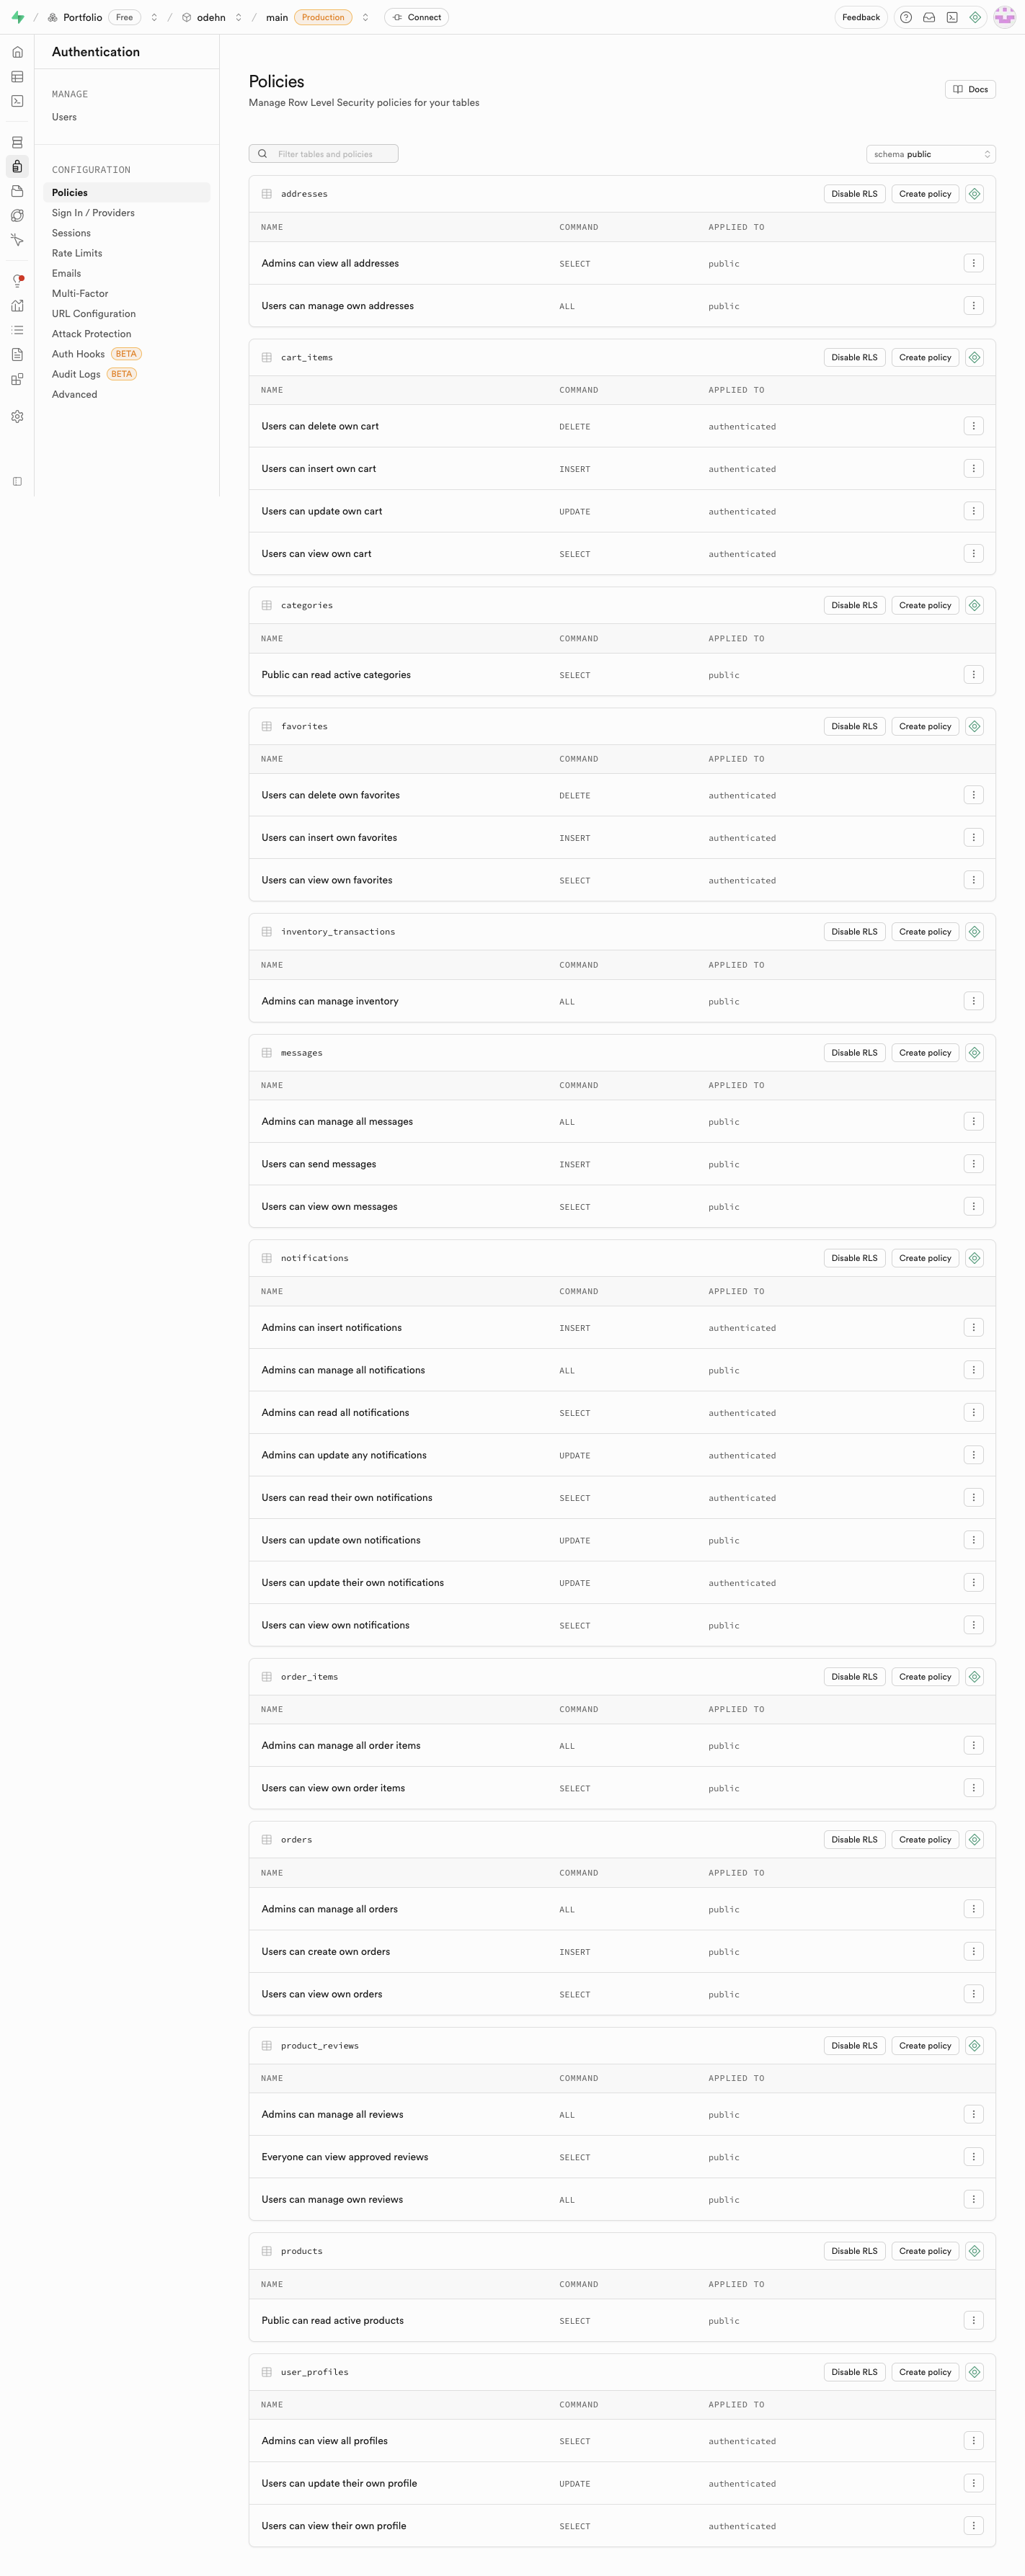 / Portfolio Free / odehn / main Production Connect Feedback
Authentication
MANAGE
Users
CONFIGURATION
Policies
Sign In / Providers
Sessions
Rate Limits
Emails
Multi-Factor
URL Configuration
Attack Protection
Auth Hooks BETA
Audit Logs BETA
Advanced
Policies
Manage Row Level Security policies for your tables
Docs
Filter tables and policies schema public
addresses Disable RLS Create policy
NAME COMMAND APPLIED TO
Admins can view all addresses SELECT public
Users can manage own addresses ALL public
cart_items Disable RLS Create policy
NAME COMMAND APPLIED TO
Users can delete own cart DELETE authenticated
Users can insert own cart INSERT authenticated
Users can update own cart UPDATE authenticated
Users can view own cart SELECT authenticated
categories Disable RLS Create policy
NAME COMMAND APPLIED TO
Public can read active categories SELECT public
favorites Disable RLS Create policy
NAME COMMAND APPLIED TO
Users can delete own favorites DELETE authenticated
Users can insert own favorites INSERT authenticated
Users can view own favorites SELECT authenticated
inventory_transactions Disable RLS Create policy
NAME COMMAND APPLIED TO
Admins can manage inventory ALL public
messages Disable RLS Create policy
NAME COMMAND APPLIED TO
Admins can manage all messages ALL public
Users can send messages INSERT public
Users can view own messages SELECT public
notifications Disable RLS Create policy
NAME COMMAND APPLIED TO
Admins can insert notifications INSERT authenticated
Admins can manage all notifications ALL public
Admins can read all notifications SELECT authenticated
Admins can update any notifications UPDATE authenticated
Users can read their own notifications SELECT authenticated
Users can update own notifications UPDATE public
Users can update their own notifications UPDATE authenticated
Users can view own notifications SELECT public
order_items Disable RLS Create policy
NAME COMMAND APPLIED TO
Admins can manage all order items ALL public
Users can view own order items SELECT public
orders Disable RLS Create policy
NAME COMMAND APPLIED TO
Admins can manage all orders ALL public
Users can create own orders INSERT public
Users can view own orders SELECT public
product_reviews Disable RLS Create policy
NAME COMMAND APPLIED TO
Admins can manage all reviews ALL public
Everyone can view approved reviews SELECT public
Users can manage own reviews ALL public
products Disable RLS Create policy
NAME COMMAND APPLIED TO
Public can read active products SELECT public
user_profiles Disable RLS Create policy
NAME COMMAND APPLIED TO
Admins can view all profiles SELECT authenticated
Users can update their own profile UPDATE authenticated
Users can view their own profile SELECT authenticated